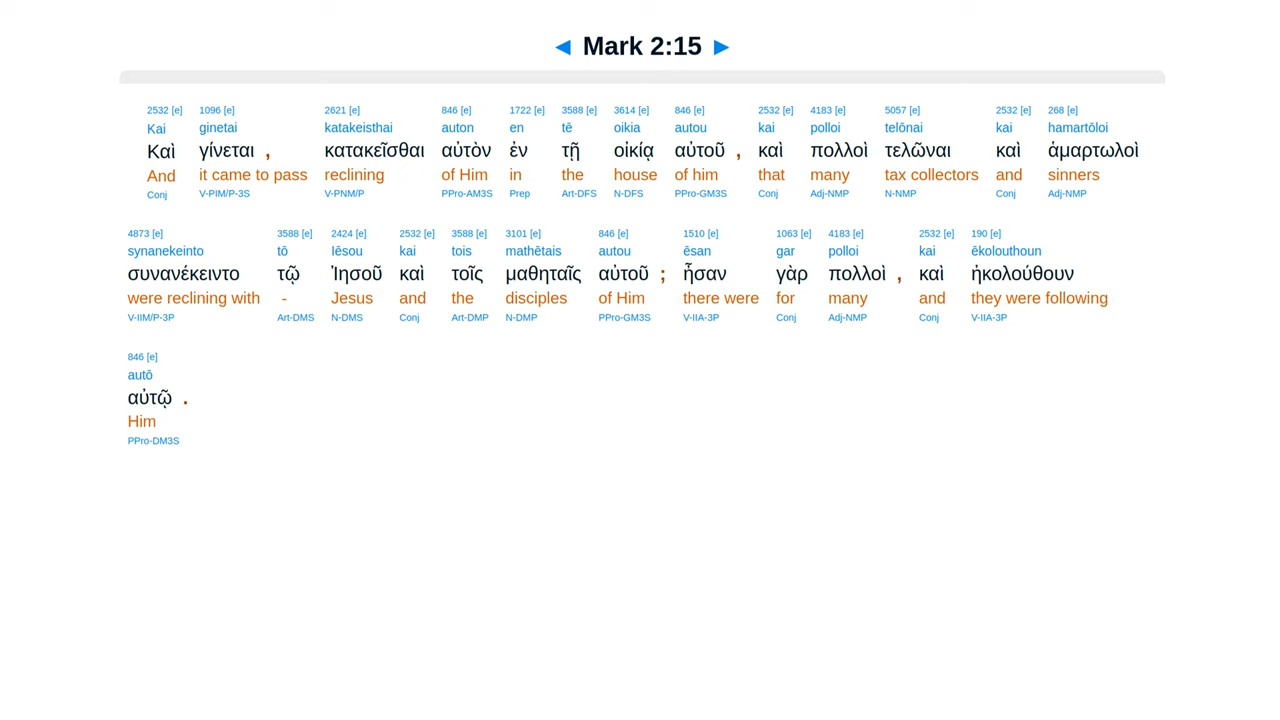 ◄ Mark 2:15 ►
2532 [e] 1096 [e] 2621 [e] 846 [e] 1722 [e] 3588 [e] 3614 [e] 846 [e] 2532 [e] 4183 [e] 5057 [e] 2532 [e] 268 [e]
Kai ginetai katakeisthai auton en tē oikia autou kai polloi telōnai kai hamartōloi
Καὶ γίνεται , κατακεῖσθαι αὐτὸν ἐν τῇ οἰκίᾳ αὐτοῦ , καὶ πολλοὶ τελῶναι καὶ ἁμαρτωλοὶ
And it came to pass reclining of Him in the house of him that many tax collectors and sinners
Conj V-PIM/P-3S V-PNM/P PPro-AM3S Prep Art-DFS N-DFS PPro-GM3S Conj Adj-NMP N-NMP Conj Adj-NMP
4873 [e] 3588 [e] 2424 [e] 2532 [e] 3588 [e] 3101 [e] 846 [e] 1510 [e] 1063 [e] 4183 [e] 2532 [e] 190 [e]
synanekeinto tō Iēsou kai tois mathētais autou ēsan gar polloi kai ēkolouthoun
συνανέκειντο τῷ Ἰησοῦ καὶ τοῖς μαθηταῖς αὐτοῦ ; ἦσαν γὰρ πολλοὶ , καὶ ἠκολούθουν
were reclining with - Jesus and the disciples of Him there were for many and they were following
V-IIM/P-3P Art-DMS N-DMS Conj Art-DMP N-DMP PPro-GM3S V-IIA-3P Conj Adj-NMP Conj V-IIA-3P
846 [e]
autō
αὐτῷ .
Him
PPro-DM3S